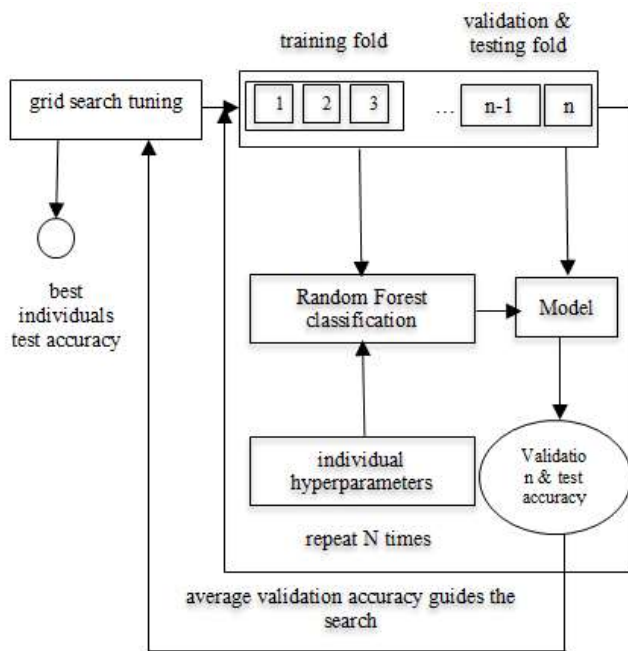 training fold
validation &
testing fold
grid search tuning
1 2 3 ... n-1 n
best
individuals
test accuracy
Random Forest
classification
Model
individual
hyperparameters
Validatio
n & test
accuracy
repeat N times
average validation accuracy guides the
search